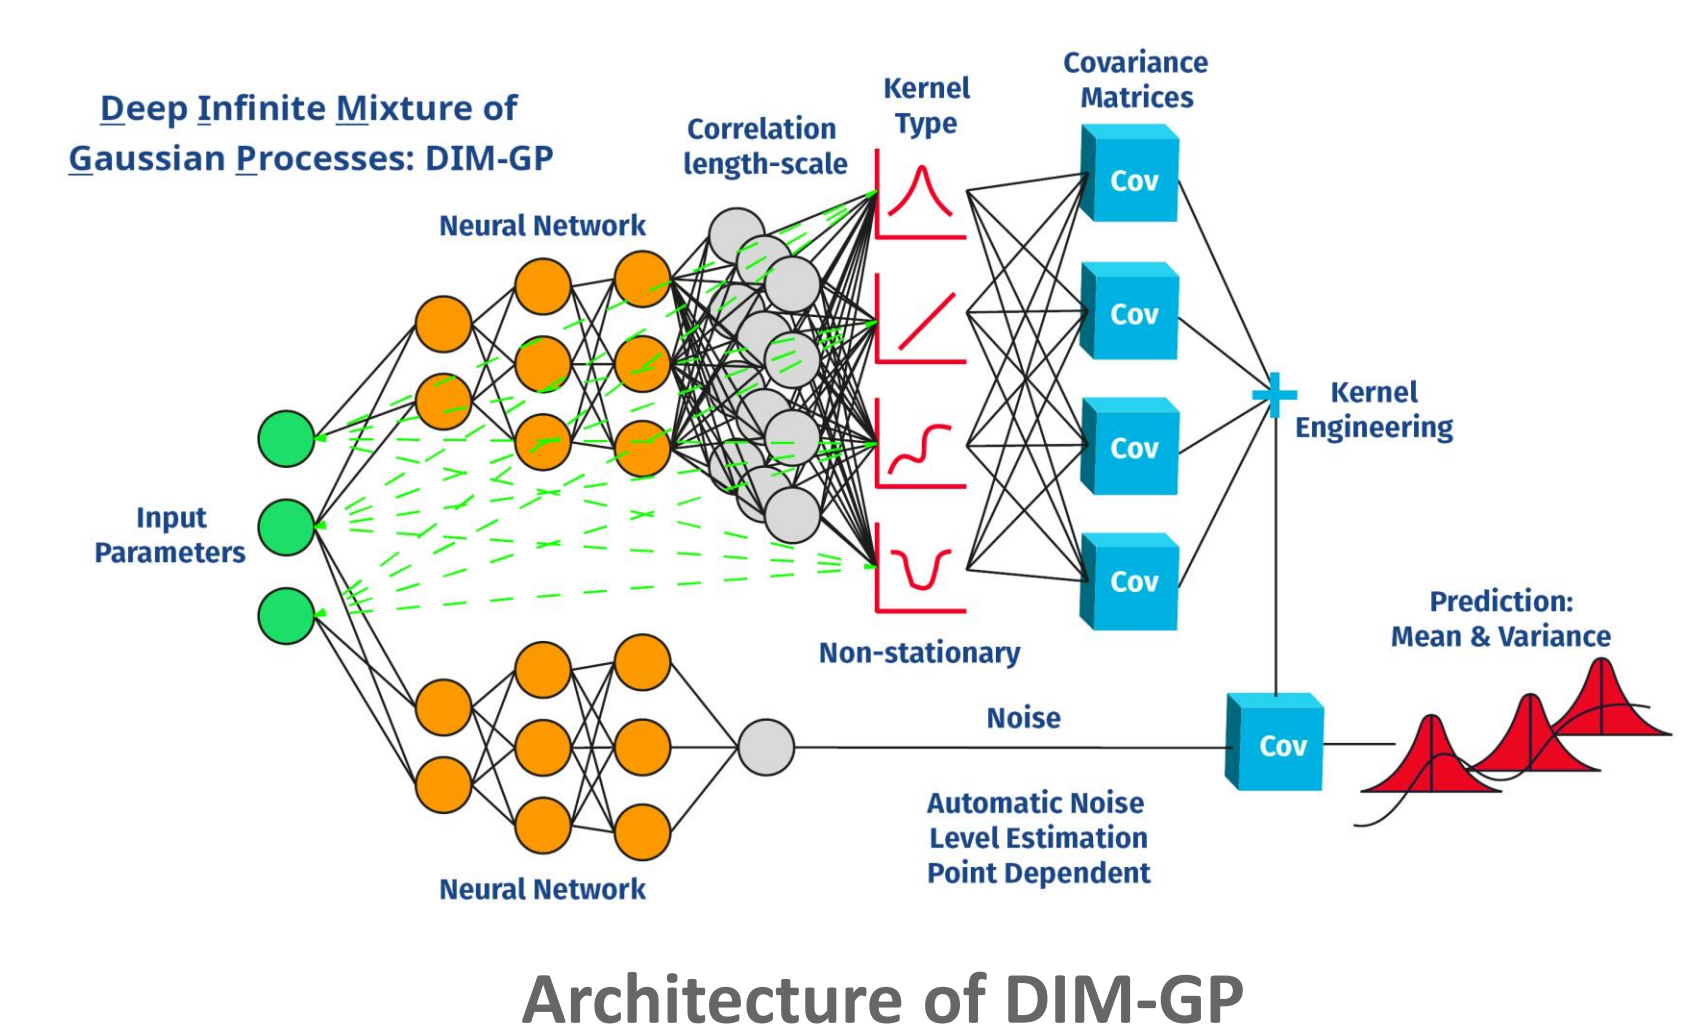 Deep Infinite Mixture of
Gaussian Processes: DIM-GP
Neural Network
Correlation
length-scale
Kernel
Type
Covariance
Matrices
Cov
Cov
Cov
Cov
Kernel
Engineering
Input
Parameters
Non-stationary
Prediction:
Mean & Variance
Noise
Cov
Automatic Noise
Level Estimation
Point Dependent
Neural Network
Architecture of DIM-GP